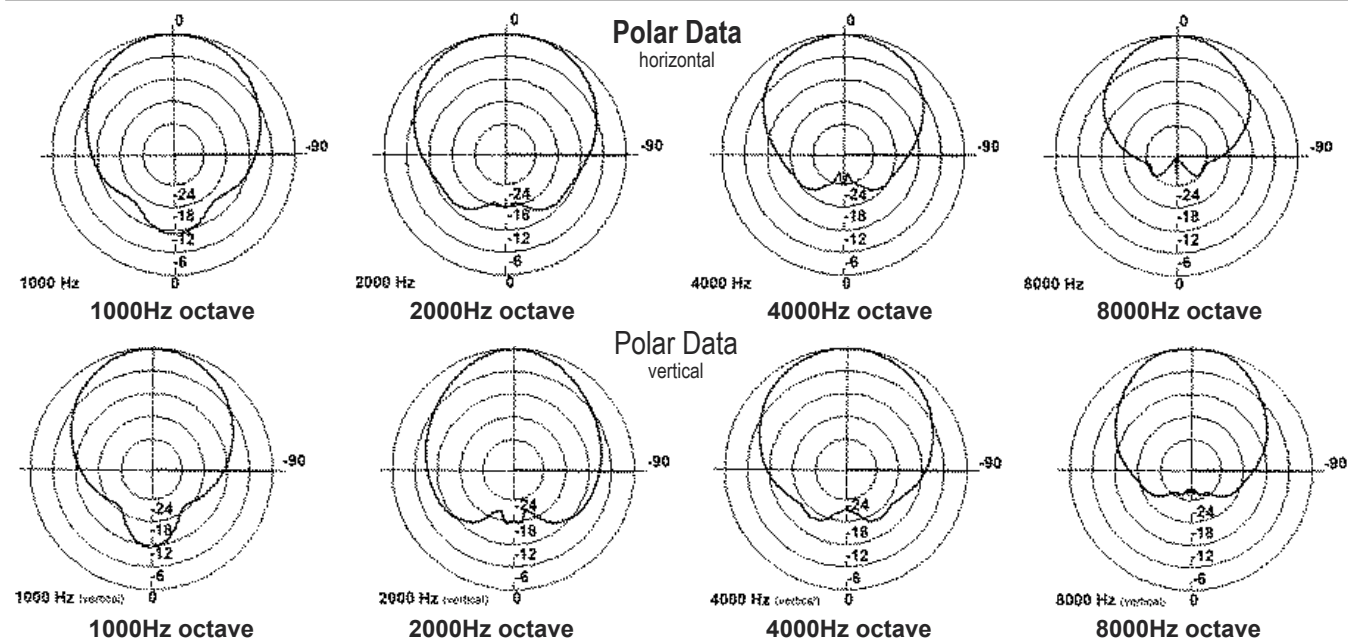 Polar Data
horizontal
0
-90
-24
-18
-12
-6
0
1000 Hz
1000Hz octave
0
-90
-24
-18
-12
-6
0
2000 Hz
2000Hz octave
0
-90
-24
-18
-12
-6
0
4000 Hz
4000Hz octave
0
-90
-24
-18
-12
-6
0
8000 Hz
8000Hz octave
Polar Data
vertical
-90
-24
-18
-12
-6
0
1000 Hz (vertical)
1000Hz octave
-24
-18
-12
-6
0
2000 Hz (vertical)
2000Hz octave
-90
-24
-18
-12
-6
0
4000 Hz (vertical)
4000Hz octave
-90
-24
-18
-12
-6
0
8000 Hz (vertical)
8000Hz octave